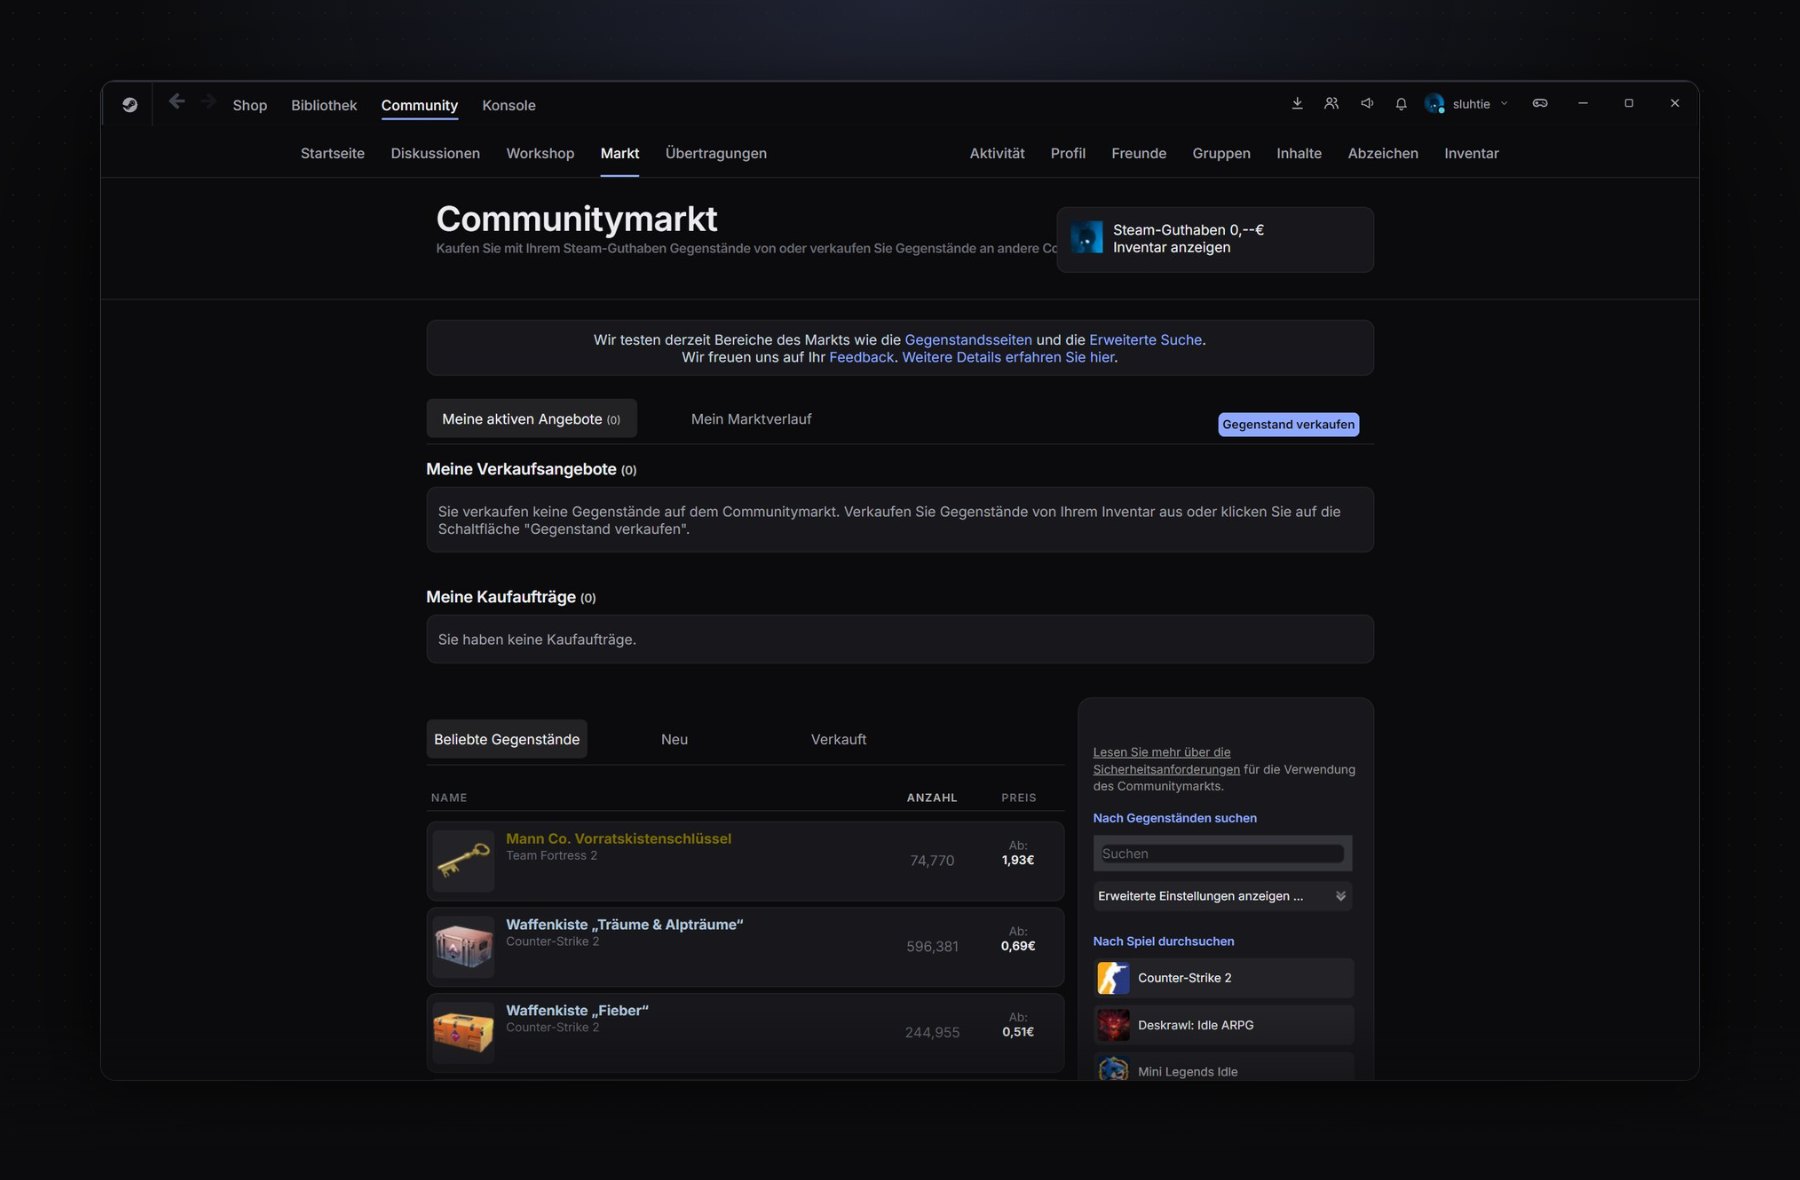 Shop Bibliothek Community Konsole sluhtie
Startseite Diskussionen Workshop Markt Übertragungen Aktivität Profil Freunde Gruppen Inhalte Abzeichen Inventar
Communitymarkt
Kaufen Sie mit Ihrem Steam-Guthaben Gegenstände von oder verkaufen Sie Gegenstände an andere Co
Steam-Guthaben 0,--€
Inventar anzeigen
Wir testen derzeit Bereiche des Markts wie die Gegenstandsseiten und die Erweiterte Suche.
Wir freuen uns auf Ihr Feedback. Weitere Details erfahren Sie hier.
Meine aktiven Angebote (0) Mein Marktverlauf Gegenstand verkaufen
Meine Verkaufsangebote (0)
Sie verkaufen keine Gegenstände auf dem Communitymarkt. Verkaufen Sie Gegenstände von Ihrem Inventar aus oder klicken Sie auf die
Schaltfläche "Gegenstand verkaufen".
Meine Kaufaufträge (0)
Sie haben keine Kaufaufträge.
Beliebte Gegenstände Neu Verkauft
NAME ANZAHL PREIS
Mann Co. Vorratskistenschlüssel
Team Fortress 2
74,770
Ab:
1,93€
Waffenkiste „Träume & Alpträume“
Counter-Strike 2
596,381
Ab:
0,69€
Waffenkiste „Fieber“
Counter-Strike 2
244,955
Ab:
0,51€
Lesen Sie mehr über die
Sicherheitsanforderungen für die Verwendung
des Communitymarkts.
Nach Gegenständen suchen
Suchen
Erweiterte Einstellungen anzeigen ...
Nach Spiel durchsuchen
Counter-Strike 2
Deskrawl: Idle ARPG
Mini Legends Idle